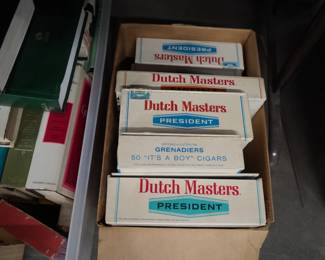 PRESIDENT
Dutch Masters
Dutch Masters
Dutch Masters
PRESIDENT
GRENADIERS
50 "IT'S A BOY" CIGARS
Dutch Masters
PRESIDENT